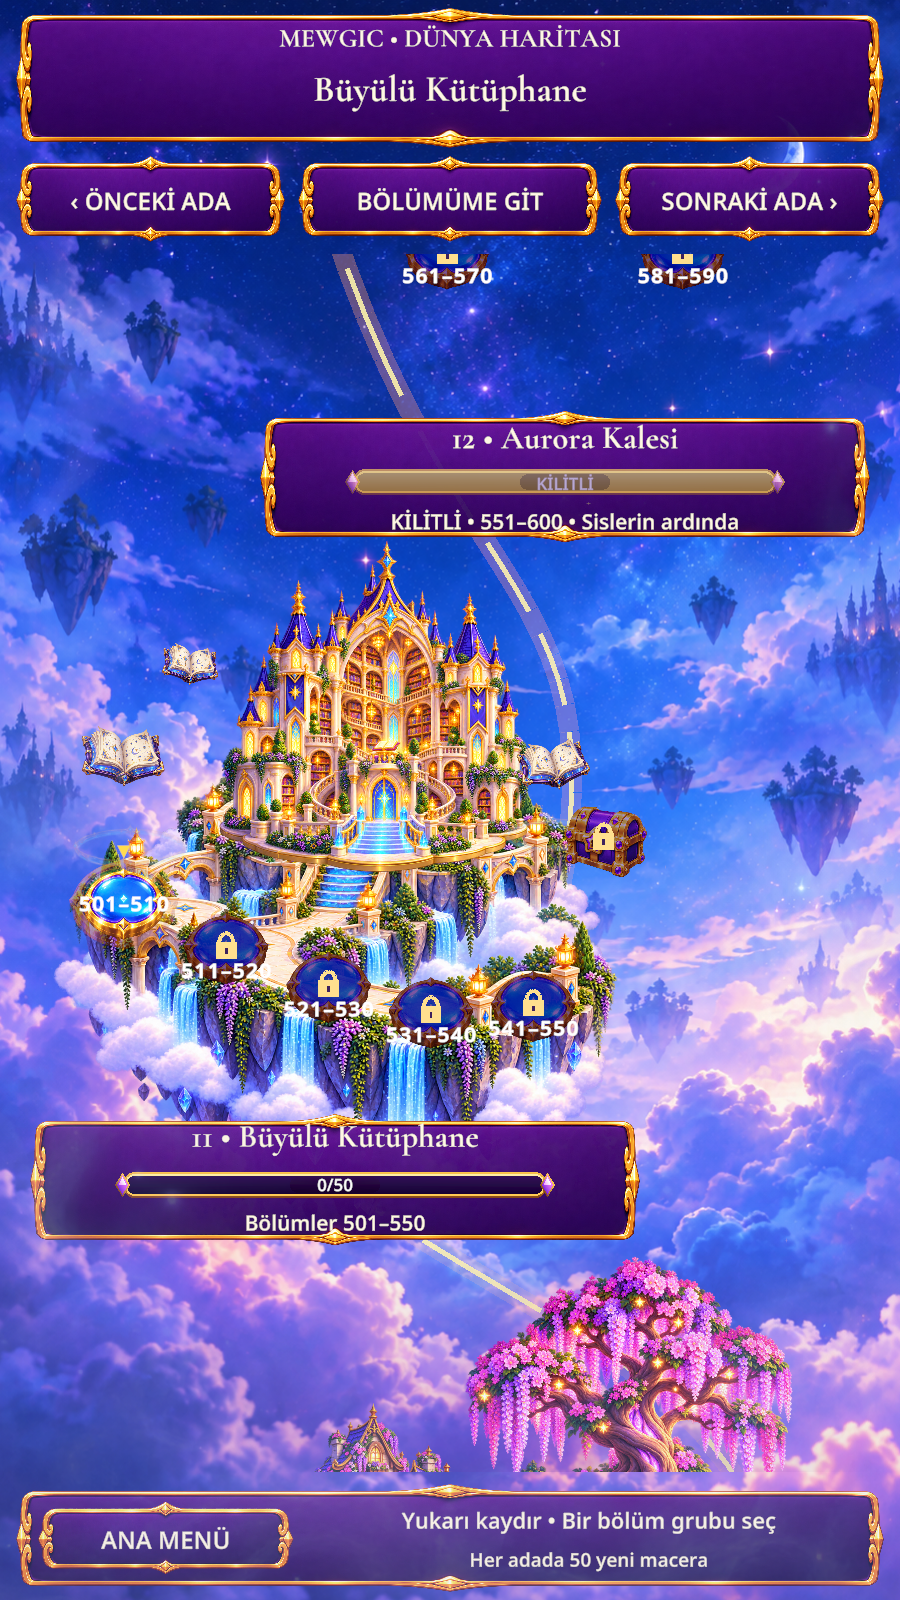 MEWGIC • DÜNYA HARİTASI
Büyülü Kütüphane
‹ ÖNCEKİ ADA
BÖLÜMÜME GİT
SONRAKİ ADA ›
561–570
581–590
12 • Aurora Kalesi
KİLİTLİ
KİLİTLİ • 551–600 • Sislerin ardında
501–510
511–520
521–530
531–540
541–550
11 • Büyülü Kütüphane
0/50
Bölümler 501–550
ANA MENÜ
Yukarı kaydır • Bir bölüm grubu seç
Her adada 50 yeni macera